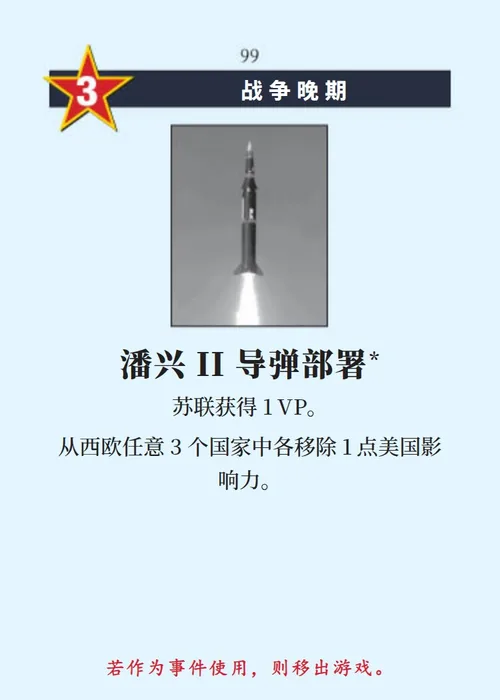 99
3
战争晚期
潘兴 II 导弹部署*
苏联获得 1 VP。
从西欧任意 3 个国家中各移除 1 点美国影
响力。
若作为事件使用，则移出游戏。